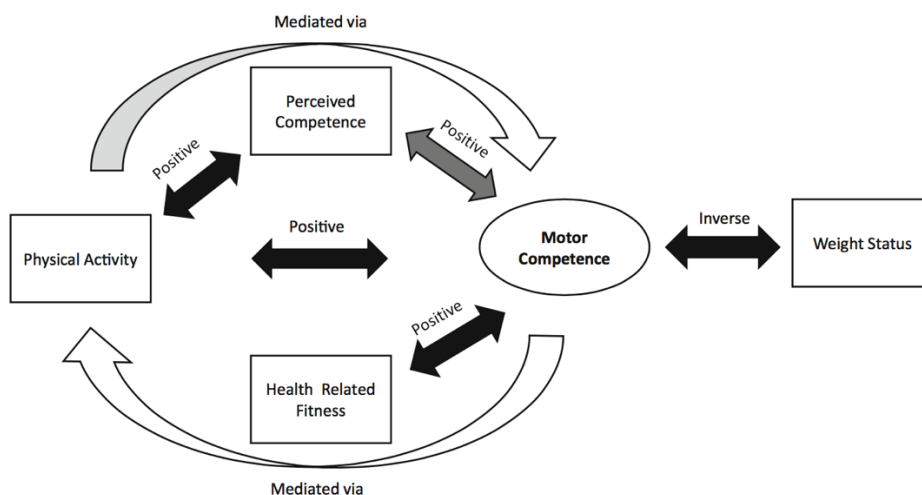 Mediated via
Perceived
Competence
Positive
Positive
Physical Activity
Positive
Motor
Competence
Inverse
Weight Status
Positive
Health Related
Fitness
Mediated via